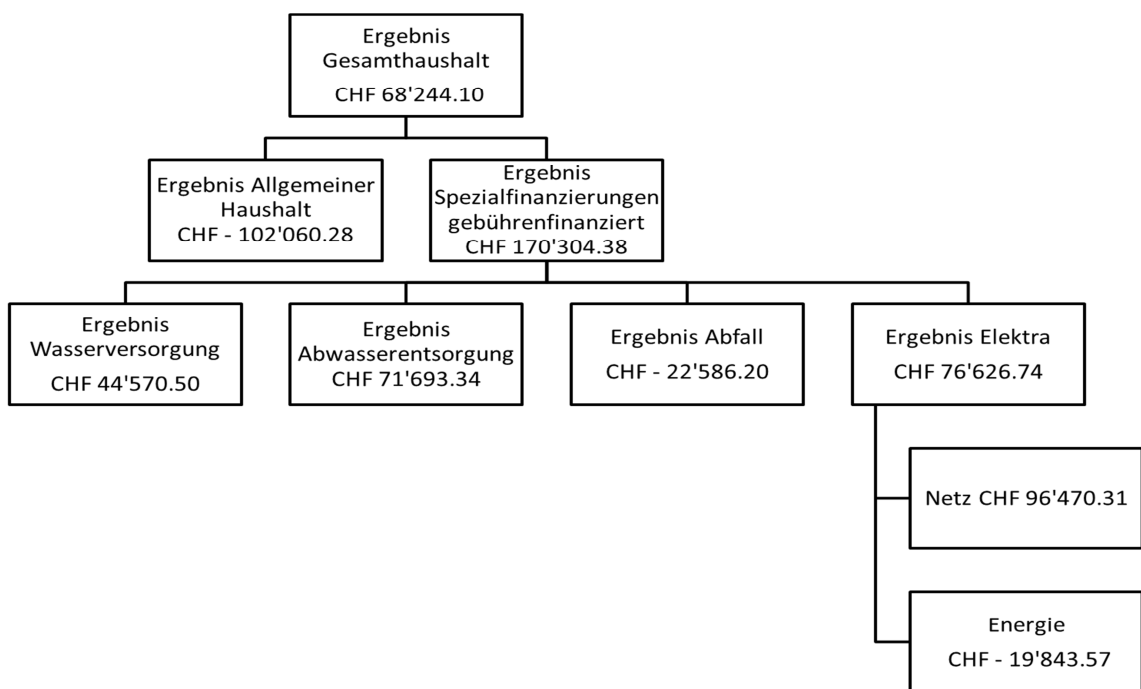 Ergebnis
Gesamthaushalt
CHF 68'244.10
Ergebnis Allgemeiner
Haushalt
CHF - 102'060.28
Ergebnis
Spezialfinanzierungen
gebührenfinanziert
CHF 170'304.38
Ergebnis
Wasserversorgung
CHF 44'570.50
Ergebnis
Abwasserentsorgung
CHF 71'693.34
Ergebnis Abfall
CHF - 22'586.20
Ergebnis Elektra
CHF 76'626.74
Netz CHF 96'470.31
Energie
CHF - 19'843.57